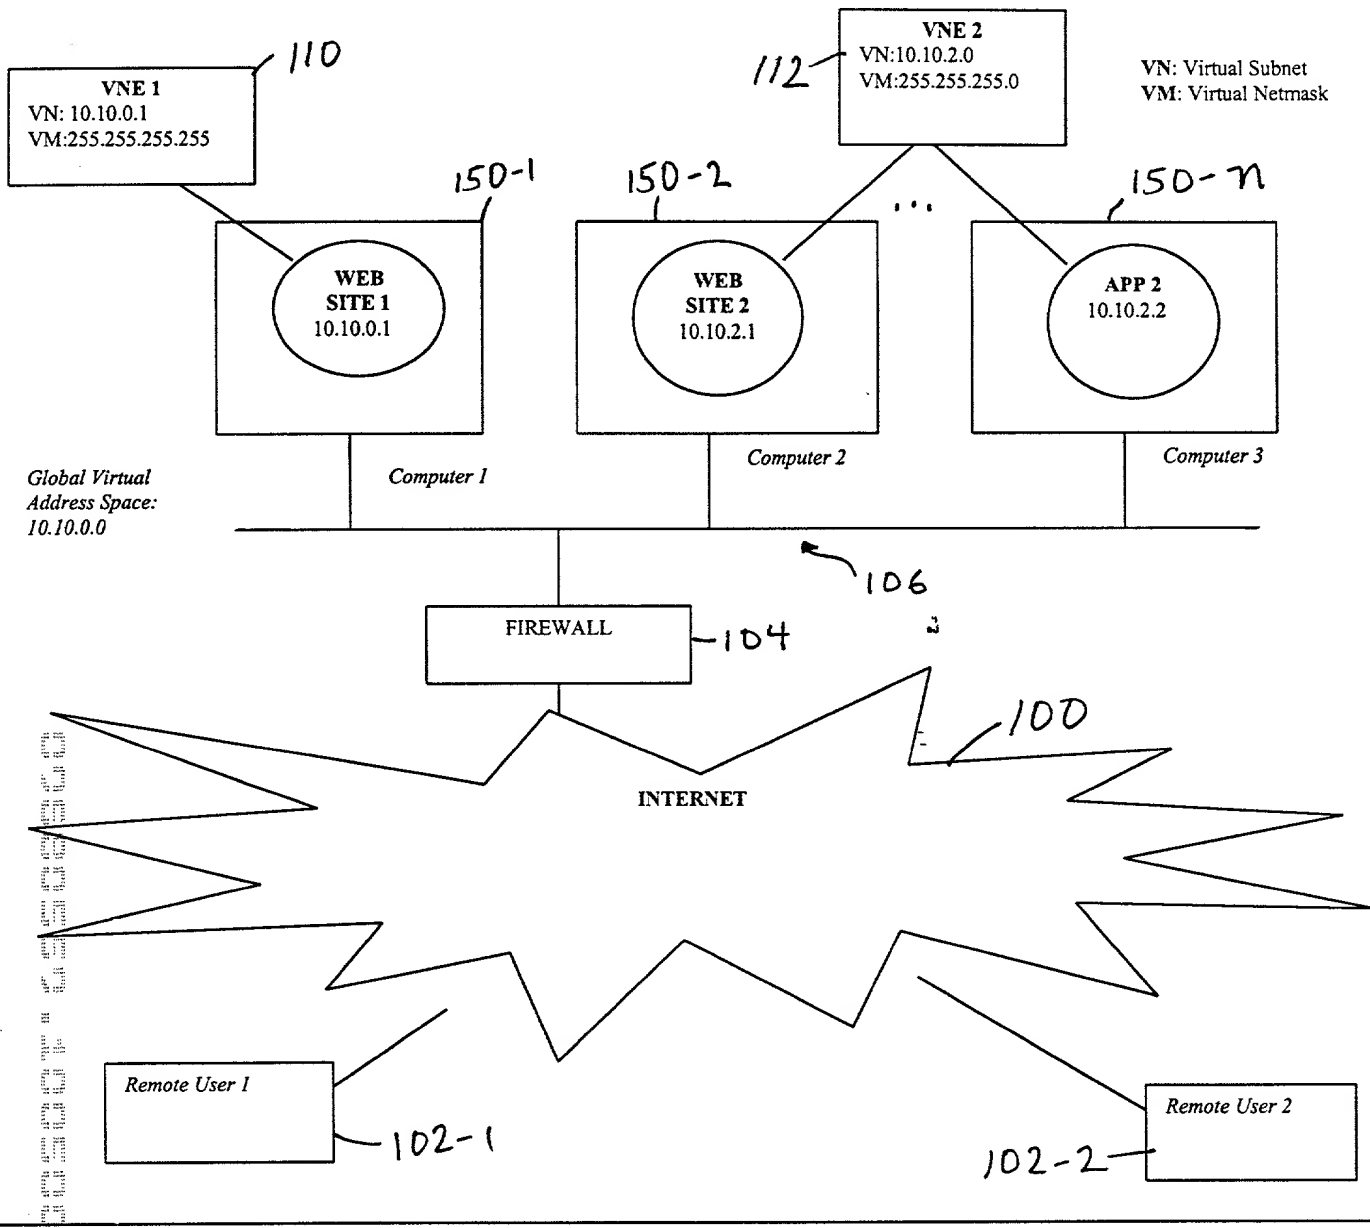 VNE 1
VN: 10.10.0.1
VM:255.255.255.255
110
VNE 2
VN:10.10.2.0
VM:255.255.255.0
112
VN: Virtual Subnet
VM: Virtual Netmask
150-1
150-2
...
150-n
WEB
SITE 1
10.10.0.1
WEB
SITE 2
10.10.2.1
APP 2
10.10.2.2
Computer 1
Computer 2
Computer 3
Global Virtual
Address Space:
10.10.0.0
106
FIREWALL
104
100
INTERNET
Remote User 1
102-1
Remote User 2
102-2